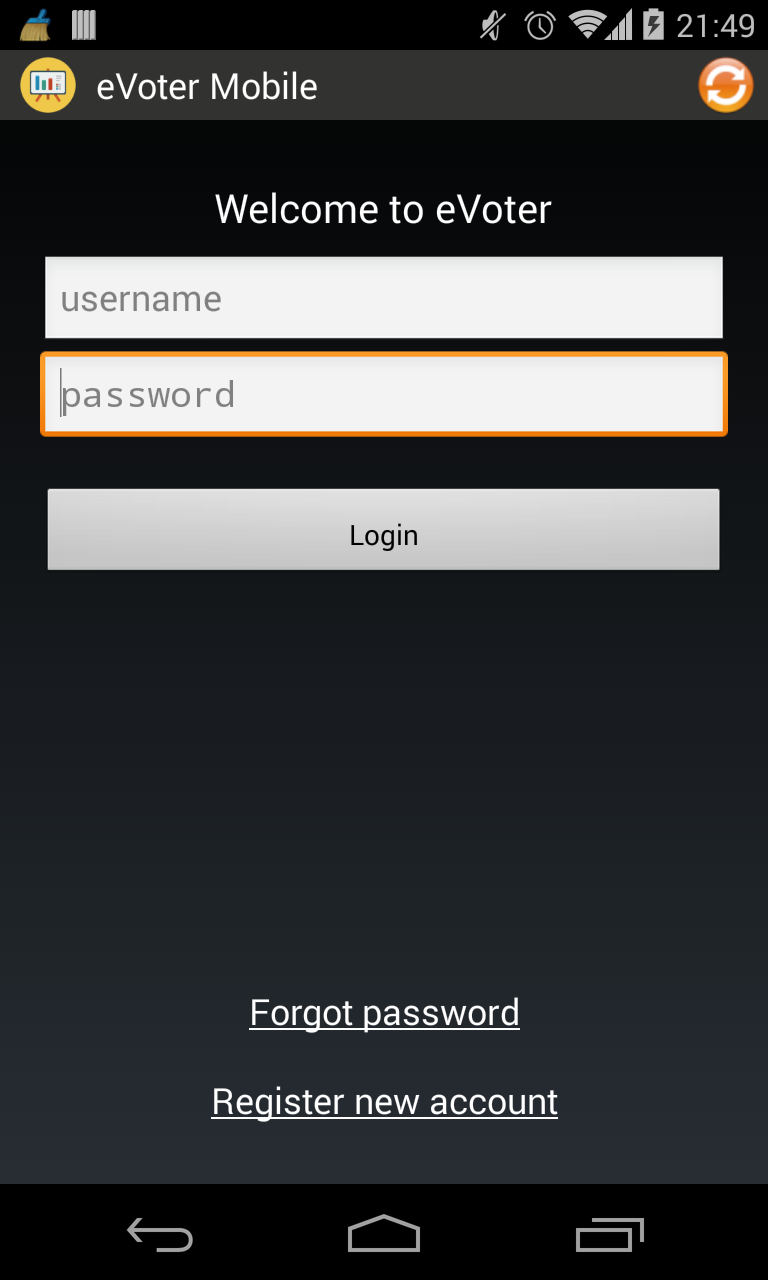 21:49
eVoter Mobile
Welcome to eVoter
username
password
Login
Forgot password
Register new account